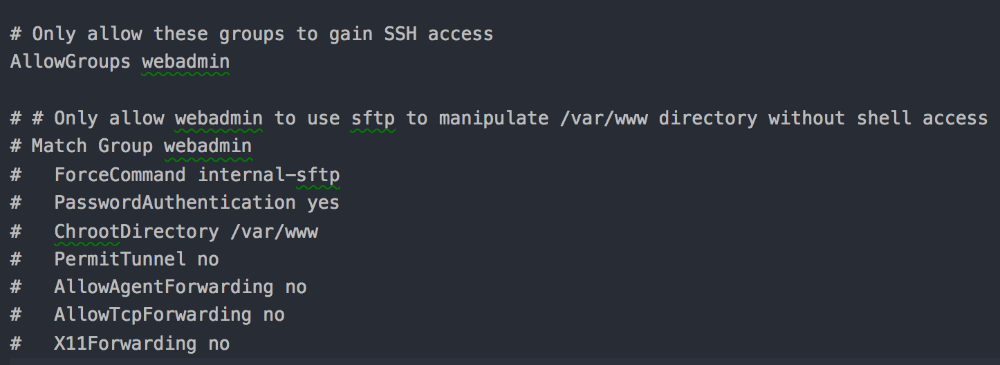 # Only allow these groups to gain SSH access
AllowGroups webadmin
# # Only allow webadmin to use sftp to manipulate /var/www directory without shell access
# Match Group webadmin
#   ForceCommand internal-sftp
#   PasswordAuthentication yes
#   ChrootDirectory /var/www
#   PermitTunnel no
#   AllowAgentForwarding no
#   AllowTcpForwarding no
#   X11Forwarding no